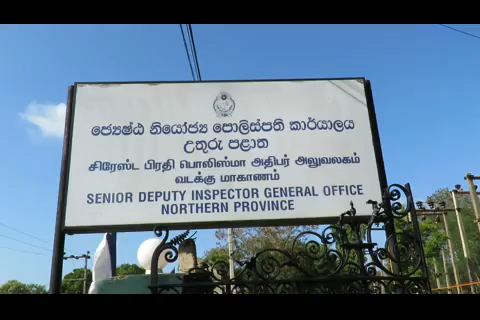 ජ්‍යෙෂ්ඨ නියෝජ්‍ය පොලිස්පති කාර්යාලය
උතුරු පළාත
சிரேஸ்ட பிரதி பொலிஸ்மா அதிபர் அலுவலகம்
வடக்கு மாகாணம்
SENIOR DEPUTY INSPECTOR GENERAL OFFICE
NORTHERN PROVINCE